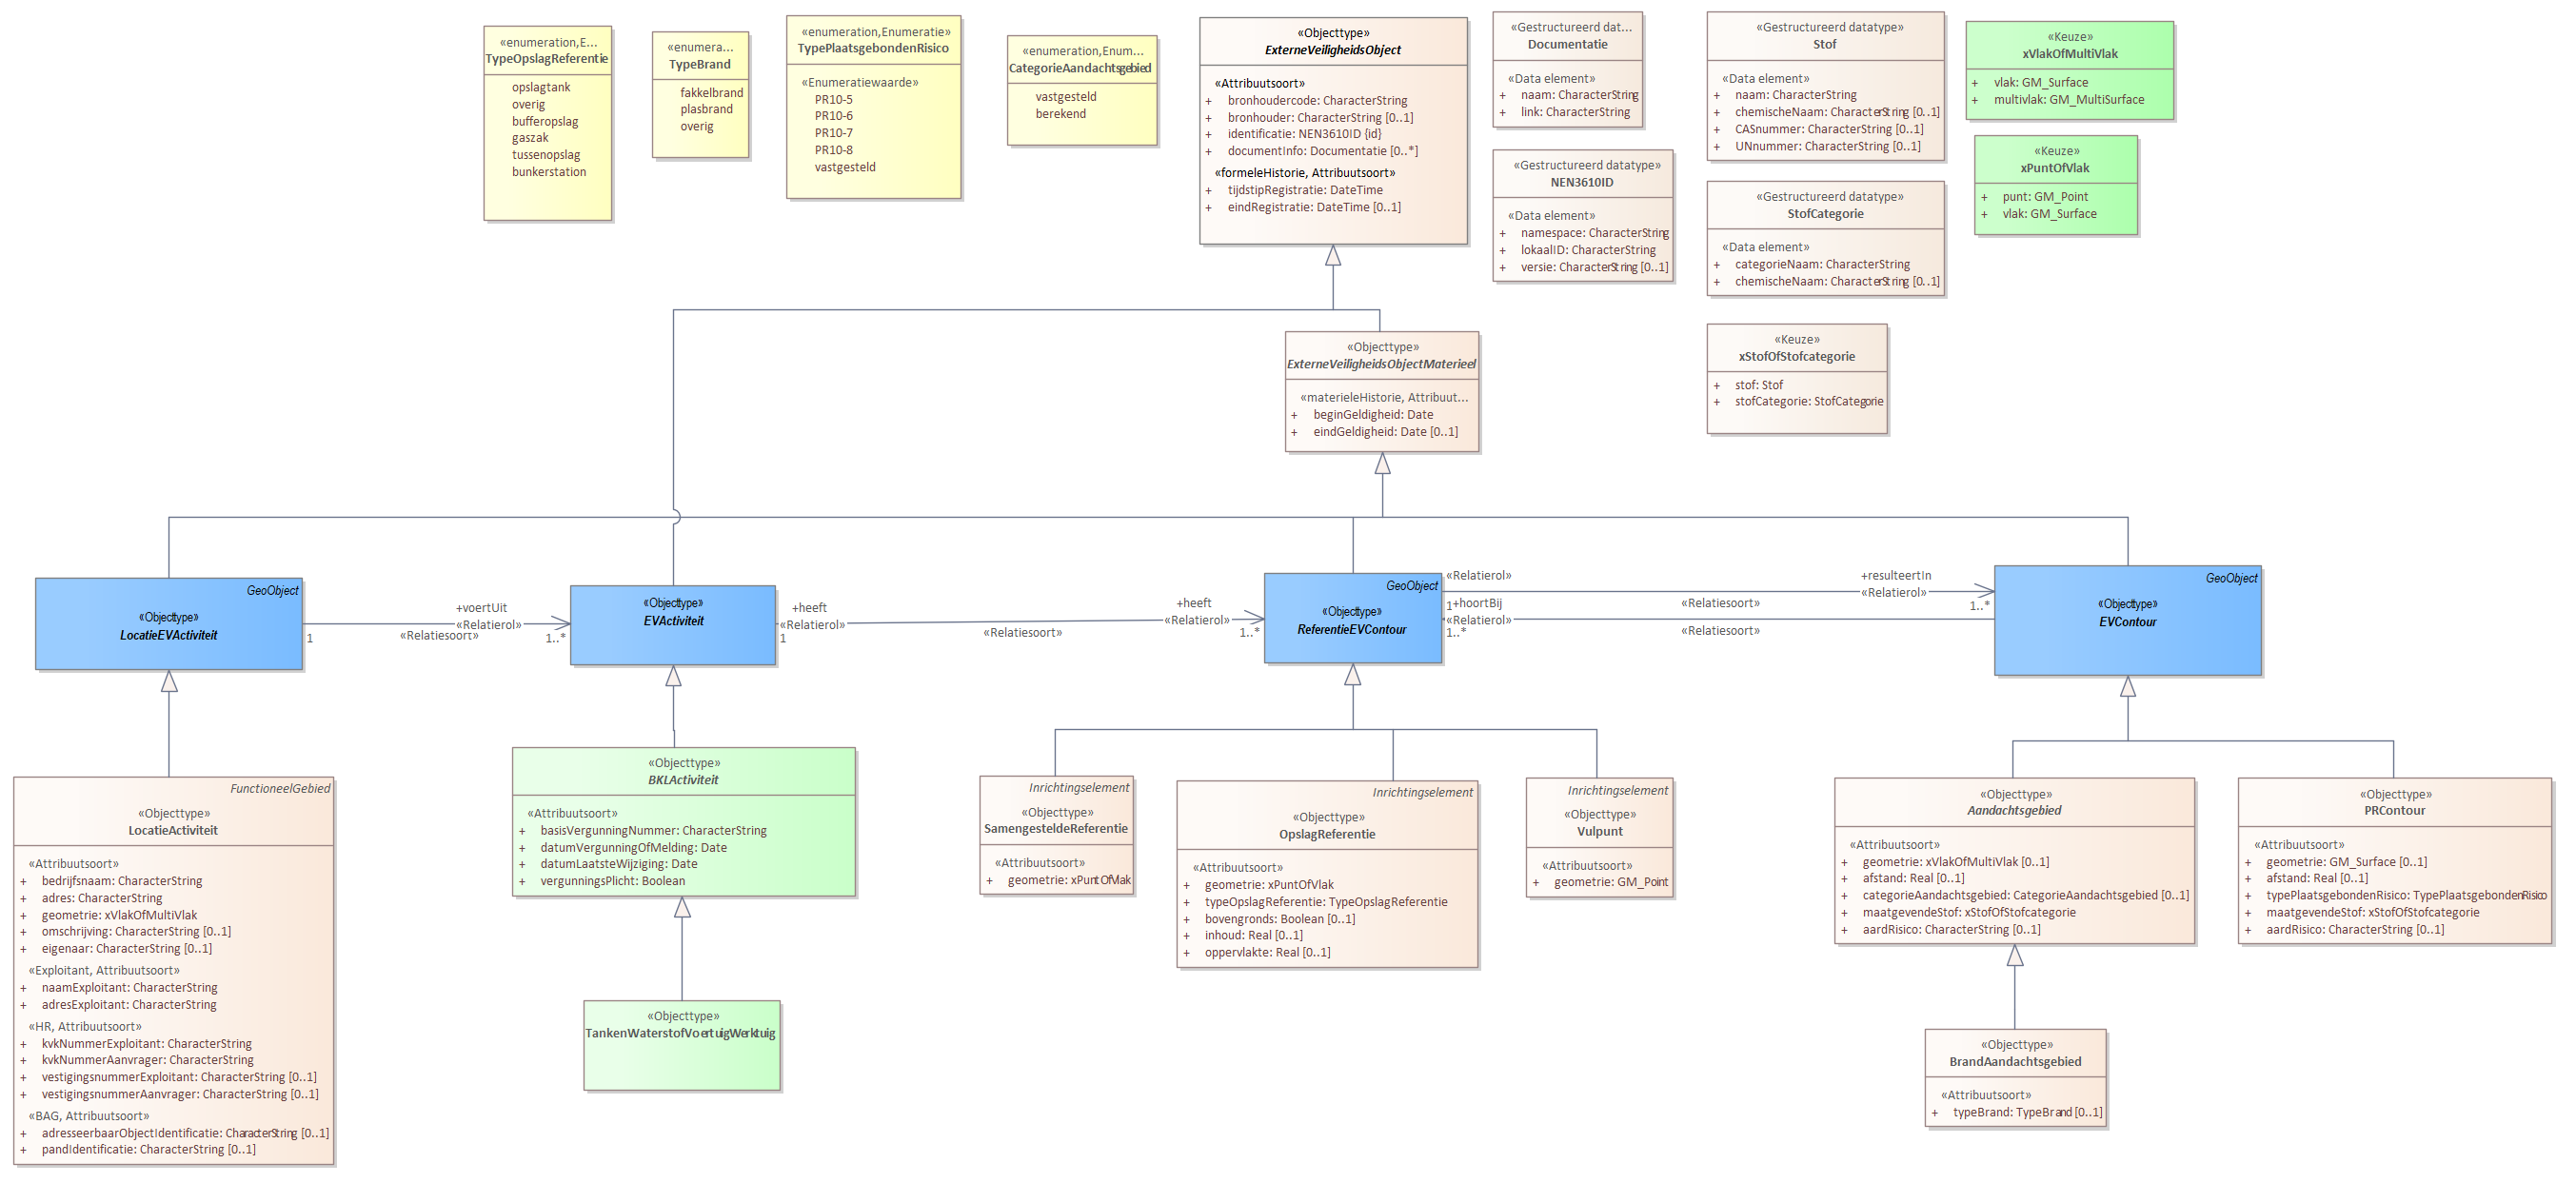 «enumeration,E...
TypeOpslagReferentie
opslagtank
overig
bufferopslag
gaszak
tussenopslag
bunkerstation
«enumera...
TypeBrand
fakkelbrand
plasbrand
overig
«enumeration,Enumeratie»
TypePlaatsgebondenRisico
«Enumeratiewaarde»
PR10-5
PR10-6
PR10-7
PR10-8
vastgesteld
«enumeration,Enum...
CategorieAandachtsgebied
vastgesteld
berekend
«Objecttype»
ExterneVeiligheidsObject
«Attribuutsoort»
+ bronhoudercode: CharacterString
+ bronhouder: CharacterString [0..1]
+ identificatie: NEN3610ID {id}
+ documentInfo: Documentatie [0..*]
«formeleHistorie, Attribuutsoort»
+ tijdstipRegistratie: DateTime
+ eindRegistratie: DateTime [0..1]
«Gestructureerd dat...
Documentatie
«Data element»
+ naam: CharacterString
+ link: CharacterString
«Gestructureerd datatype»
NEN3610ID
«Data element»
+ namespace: CharacterString
+ lokaalID: CharacterString
+ versie: CharacterString [0..1]
«Gestructureerd datatype»
Stof
«Data element»
+ naam: CharacterString
+ chemischeNaam: CharacterString [0..1]
+ CASnummer: CharacterString [0..1]
+ UNnummer: CharacterString [0..1]
«Gestructureerd datatype»
StofCategorie
«Data element»
+ categorieNaam: CharacterString
+ chemischeNaam: CharacterString [0..1]
«Keuze»
xStofOfStofcategorie
+ stof: Stof
+ stofCategorie: StofCategorie
«Keuze»
xVlakOfMultiVlak
+ vlak: GM_Surface
+ multivlak: GM_MultiSurface
«Keuze»
xPuntOfVlak
+ punt: GM_Point
+ vlak: GM_Surface
«Objecttype»
ExterneVeiligheidsObjectMaterieel
«materieleHistorie, Attribuut...
+ beginGeldigheid: Date
+ eindGeldigheid: Date [0..1]
GeoObject
«Objecttype»
LocatieEVActiviteit
1
+voertUit
«Relatierol»
«Relatiesoort»
1..*
«Objecttype»
EVActiviteit
+heeft
«Relatierol»
1
«Relatiesoort»
+heeft
«Relatierol»
1..*
GeoObject
«Objecttype»
ReferentieEVContour
«Relatierol»
1
+hoortBij
«Relatierol»
1..*
«Relatiesoort»
«Relatiesoort»
+resulteertIn
«Relatierol»
1..*
GeoObject
«Objecttype»
EVContour
FunctioneelGebied
«Objecttype»
LocatieActiviteit
«Attribuutsoort»
+ bedrijfsnaam: CharacterString
+ adres: CharacterString
+ geometrie: xVlakOfMultiVlak
+ omschrijving: CharacterString [0..1]
+ eigenaar: CharacterString [0..1]
«Exploitant, Attribuutsoort»
+ naamExploitant: CharacterString
+ adresExploitant: CharacterString
«HR, Attribuutsoort»
+ kvkNummerExploitant: CharacterString
+ kvkNummerAanvrager: CharacterString
+ vestigingsnummerExploitant: CharacterString [0..1]
+ vestigingsnummerAanvrager: CharacterString [0..1]
«BAG, Attribuutsoort»
+ adresseerbaarObjectIdentificatie: CharacterString [0..1]
+ pandIdentificatie: CharacterString [0..1]
«Objecttype»
BKLActiviteit
«Attribuutsoort»
+ basisVergunningNummer: CharacterString
+ datumVergunningOfMelding: Date
+ datumLaatsteWijziging: Date
+ vergunningsPlicht: Boolean
«Objecttype»
TankenWaterstofVoertuigWerktuig
Inrichtingselement
«Objecttype»
SamengesteldeReferentie
«Attribuutsoort»
+ geometrie: xPuntOfVlak
Inrichtingselement
«Objecttype»
OpslagReferentie
«Attribuutsoort»
+ geometrie: xPuntOfVlak
+ typeOpslagReferentie: TypeOpslagReferentie
+ bovengronds: Boolean [0..1]
+ inhoud: Real [0..1]
+ oppervlakte: Real [0..1]
Inrichtingselement
«Objecttype»
Vulpunt
«Attribuutsoort»
+ geometrie: GM_Point
«Objecttype»
Aandachtsgebied
«Attribuutsoort»
+ geometrie: xVlakOfMultiVlak [0..1]
+ afstand: Real [0..1]
+ categorieAandachtsgebied: CategorieAandachtsgebied [0..1]
+ maatgevendeStof: xStofOfStofcategorie
+ aardRisico: CharacterString [0..1]
«Objecttype»
PRContour
«Attribuutsoort»
+ geometrie: GM_Surface [0..1]
+ afstand: Real [0..1]
+ typePlaatsgebondenRisico: TypePlaatsgebondenRisico
+ maatgevendeStof: xStofOfStofcategorie
+ aardRisico: CharacterString [0..1]
«Objecttype»
BrandAandachtsgebied
«Attribuutsoort»
+ typeBrand: TypeBrand [0..1]